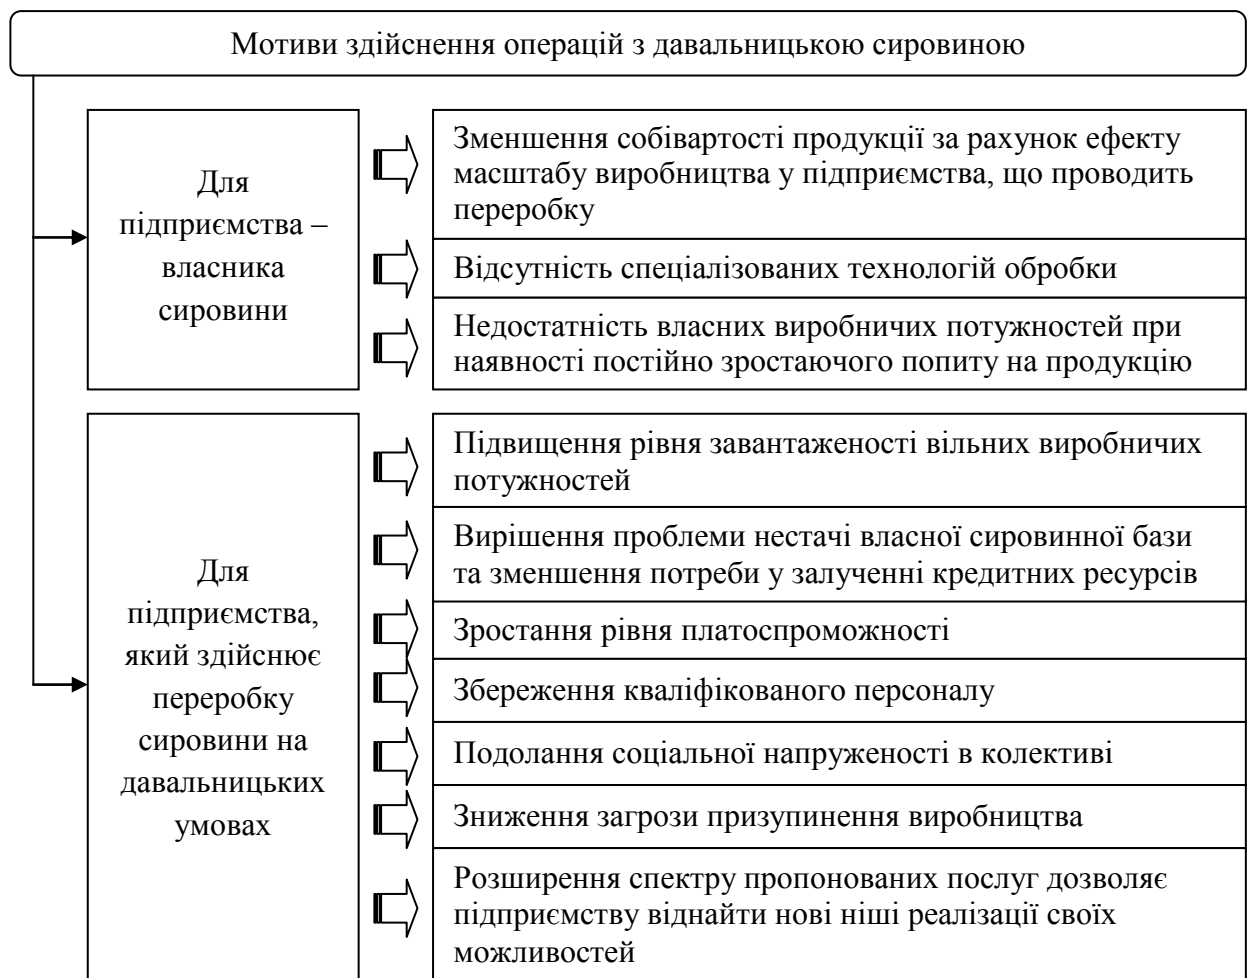 Мотиви здійснення операцій з давальницькою сировиною
Для
підприємства –
власника
сировини
Зменшення собівартості продукції за рахунок ефекту
масштабу виробництва у підприємства, що проводить
переробку
Відсутність спеціалізованих технологій обробки
Недостатність власних виробничих потужностей при
наявності постійно зростаючого попиту на продукцію
Для
підприємства,
який здійснює
переробку
сировини на
давальницьких
умовах
Підвищення рівня завантаженості вільних виробничих
потужностей
Вирішення проблеми нестачі власної сировинної бази
та зменшення потреби у залученні кредитних ресурсів
Зростання рівня платоспроможності
Збереження кваліфікованого персоналу
Подолання соціальної напруженості в колективі
Зниження загрози призупинення виробництва
Розширення спектру пропонованих послуг дозволяє
підприємству віднайти нові ніші реалізації своїх
можливостей